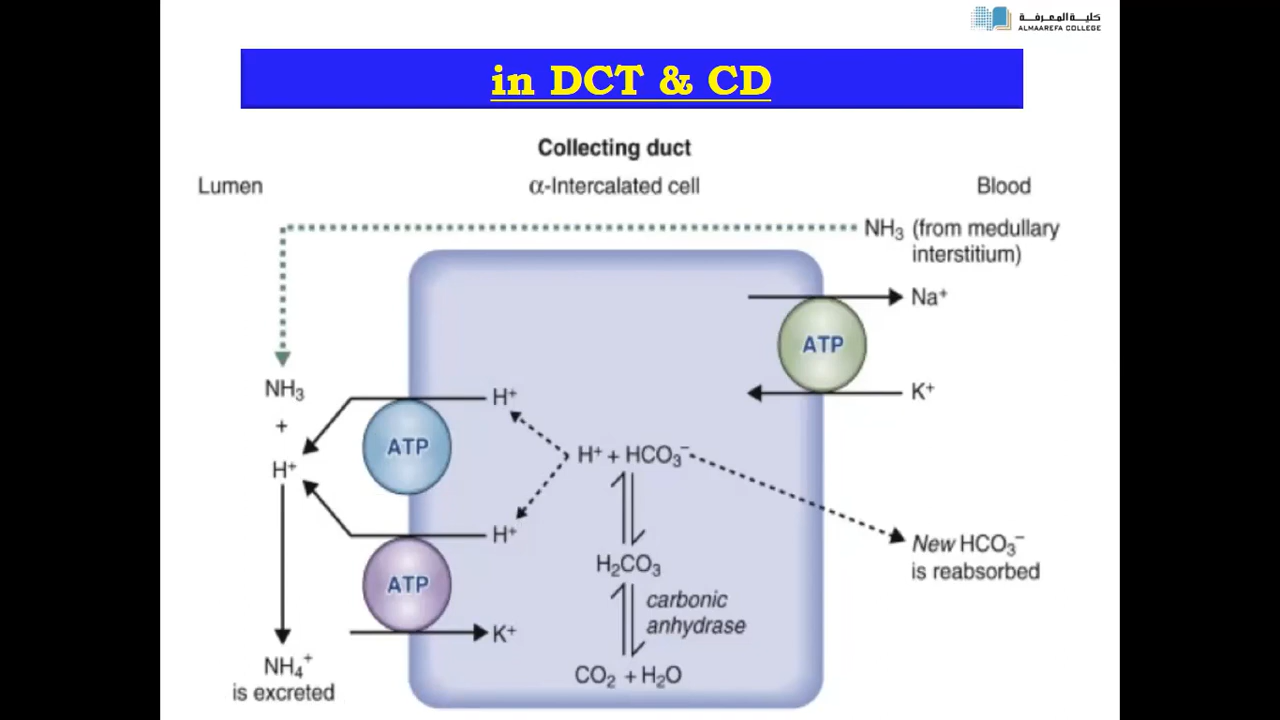 كلية المعرفة
ALMAAREFA COLLEGE
in DCT & CD
Collecting duct
Lumen
α-Intercalated cell
Blood
NH₃ (from medullary
interstitium)
Na⁺
ATP
K⁺
NH₃
+
H⁺
H⁺
ATP
H⁺ + HCO₃⁻
H⁺
New HCO₃⁻
is reabsorbed
H₂CO₃
ATP
carbonic
anhydrase
K⁺
NH₄⁺
is excreted
CO₂ + H₂O